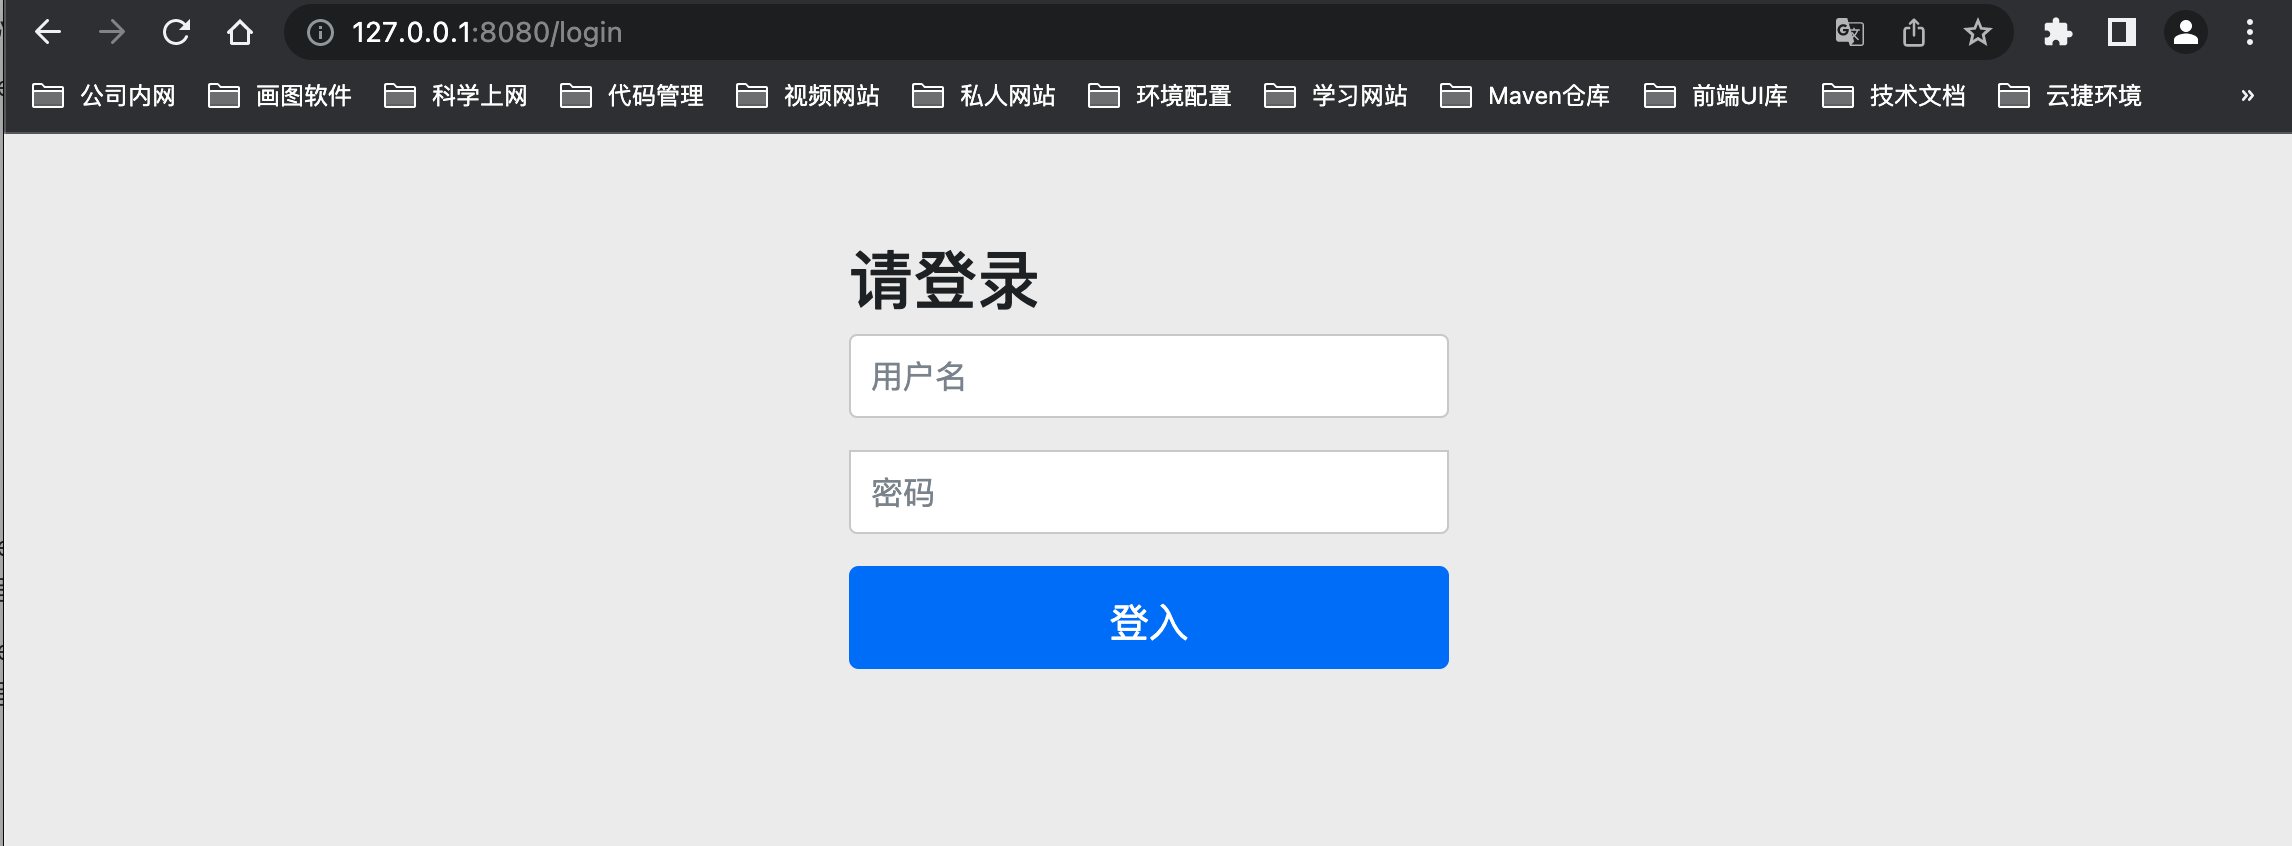 127.0.0.1:8080/login
公司内网 画图软件 科学上网 代码管理 视频网站 私人网站 环境配置 学习网站 Maven仓库 前端UI库 技术文档 云捷环境 »
请登录
用户名
密码
登入